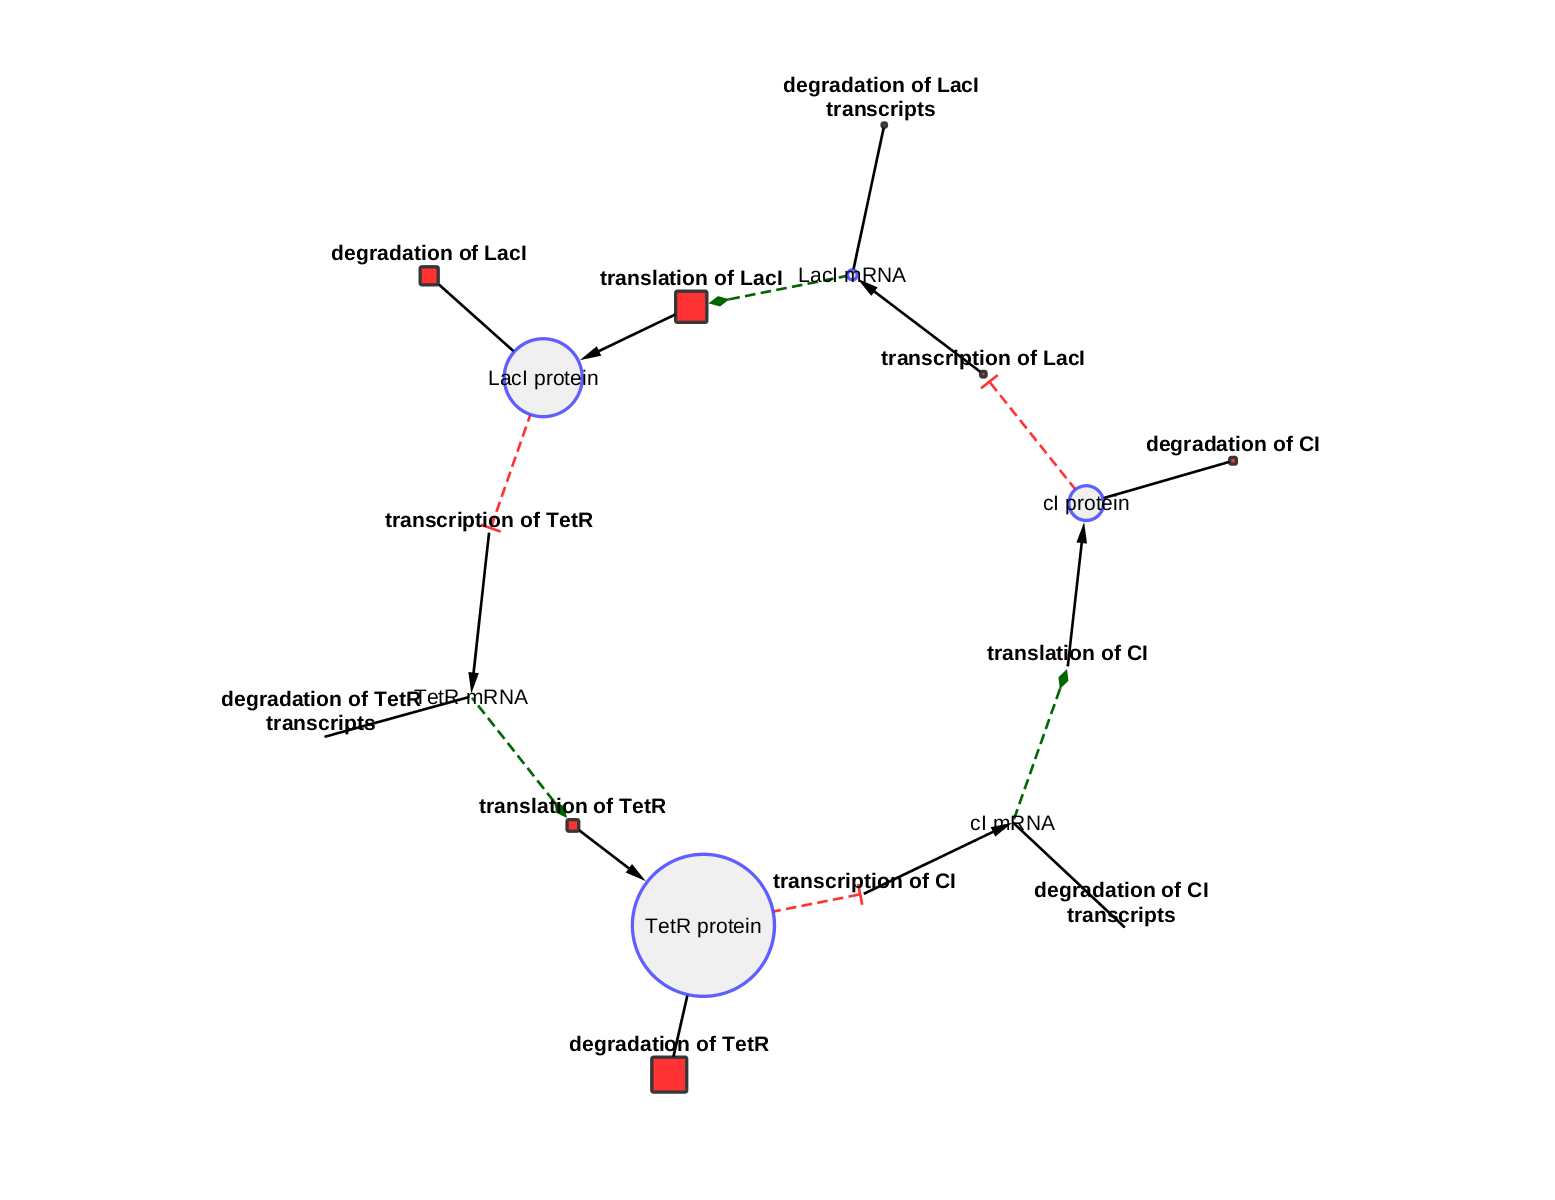 degradation of LacI
transcripts
degradation of LacI
translation of LacI
LacI mRNA
transcription of LacI
LacI protein
degradation of CI
cI protein
transcription of TetR
translation of CI
degradation of TetR
transcripts
TetR mRNA
translation of TetR
cI mRNA
transcription of CI
degradation of CI
transcripts
TetR protein
degradation of TetR